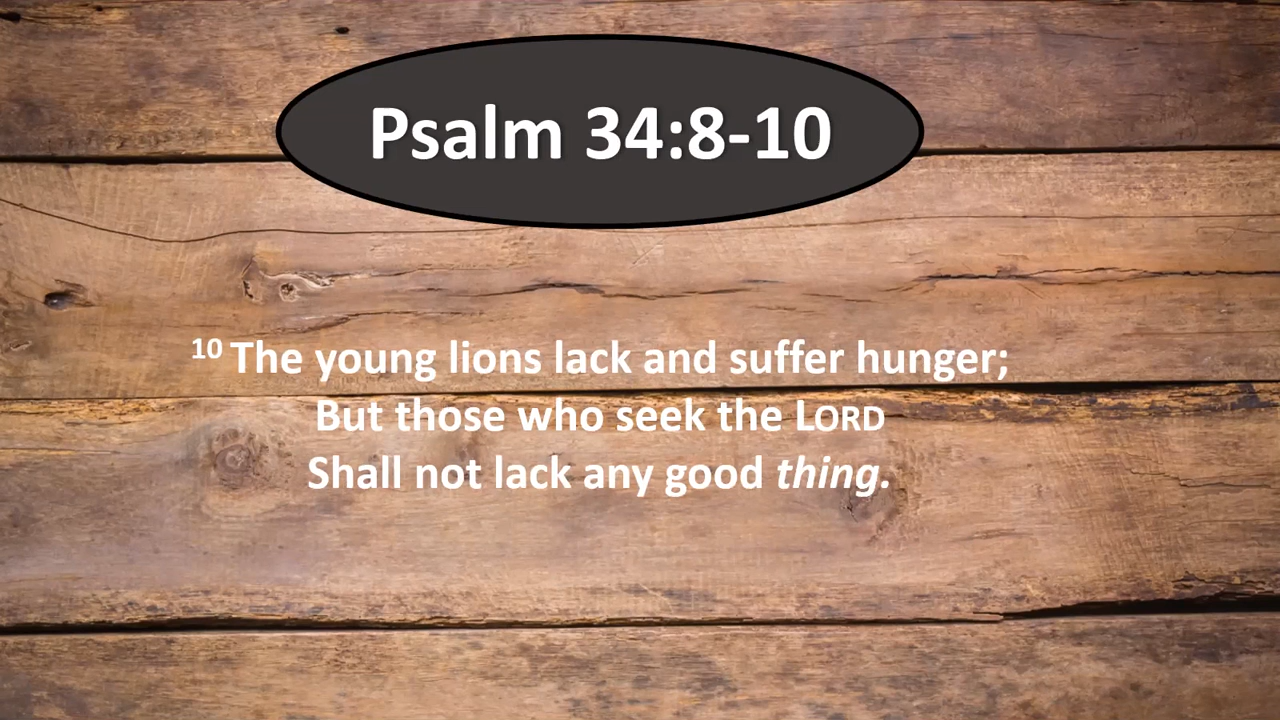 Psalm 34:8-10
10 The young lions lack and suffer hunger;
But those who seek the LORD
Shall not lack any good thing.